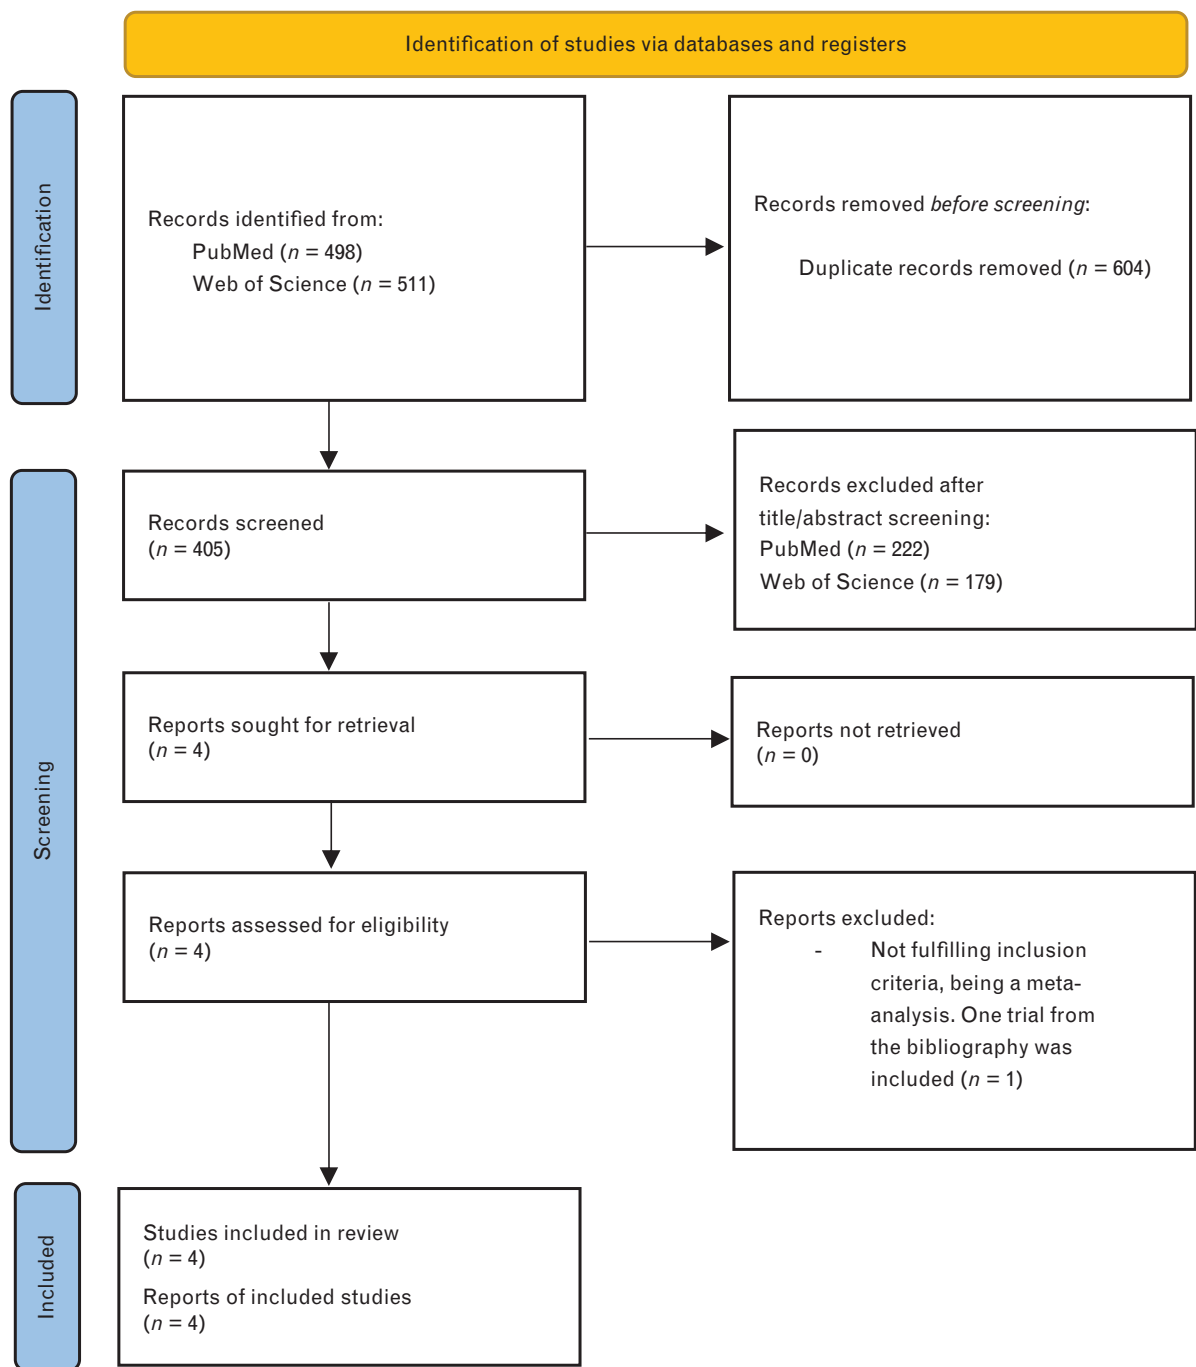 Identification of studies via databases and registers
Identification
Records identified from:
PubMed (n = 498)
Web of Science (n = 511)
Records removed before screening:
Duplicate records removed (n = 604)
Screening
Records screened
(n = 405)
Records excluded after
title/abstract screening:
PubMed (n = 222)
Web of Science (n = 179)
Reports sought for retrieval
(n = 4)
Reports not retrieved
(n = 0)
Reports assessed for eligibility
(n = 4)
Reports excluded:
- Not fulfilling inclusion
criteria, being a meta-
analysis. One trial from
the bibliography was
included (n = 1)
Included
Studies included in review
(n = 4)
Reports of included studies
(n = 4)